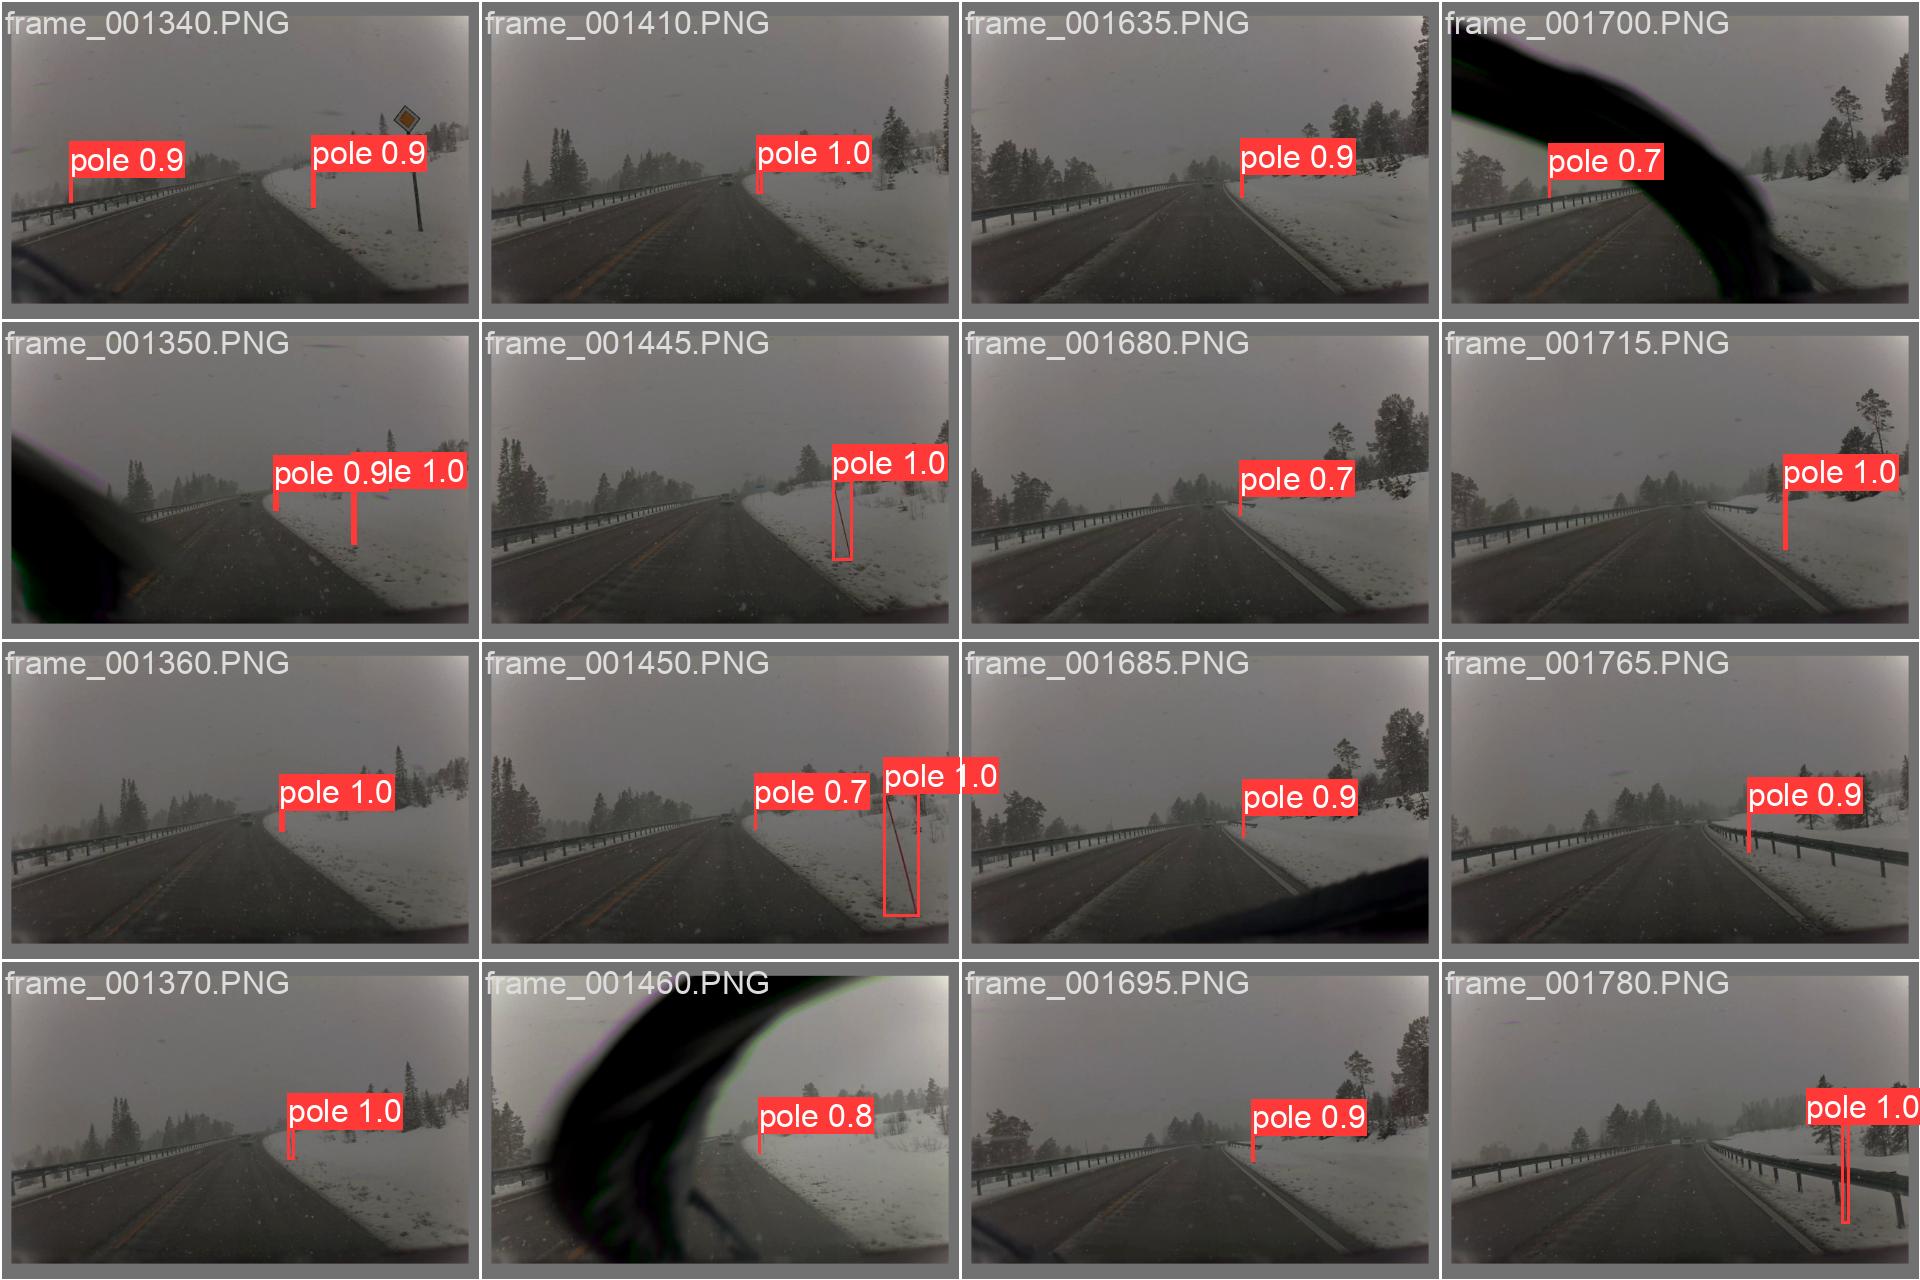 frame_001340.PNG
pole 0.9
pole 0.9
frame_001410.PNG
pole 1.0
frame_001635.PNG
pole 0.9
frame_001700.PNG
pole 0.7
frame_001350.PNG
pole 0.9le 1.0
frame_001445.PNG
pole 1.0
frame_001680.PNG
pole 0.7
frame_001715.PNG
pole 1.0
frame_001360.PNG
pole 1.0
frame_001450.PNG
pole 0.7
pole 1.0
frame_001685.PNG
pole 0.9
frame_001765.PNG
pole 0.9
frame_001370.PNG
pole 1.0
frame_001460.PNG
pole 0.8
frame_001695.PNG
pole 0.9
frame_001780.PNG
pole 1.0